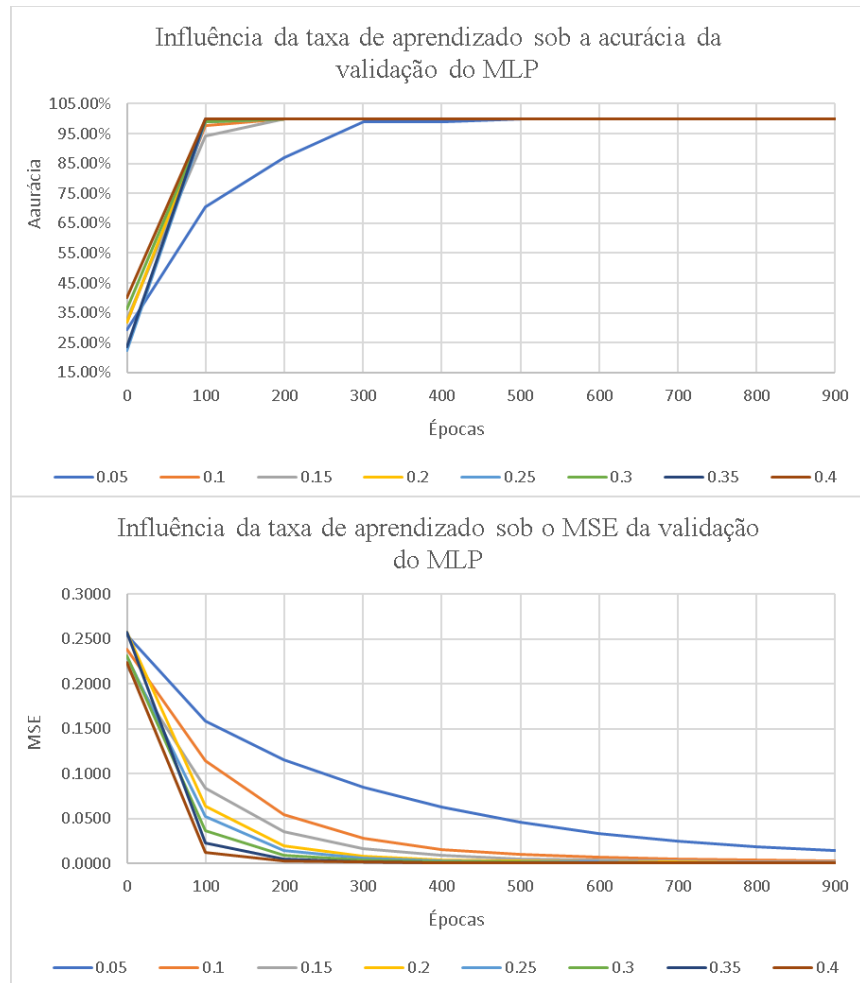 Influência da taxa de aprendizado sob a acurácia da
validação do MLP
105.00%
95.00%
85.00%
75.00%
65.00%
55.00%
45.00%
35.00%
25.00%
15.00%
Aaurácia
0 100 200 300 400 500 600 700 800 900
Épocas
0.05 0.1 0.15 0.2 0.25 0.3 0.35 0.4
Influência da taxa de aprendizado sob o MSE da validação
do MLP
0.3000
0.2500
0.2000
0.1500
0.1000
0.0500
0.0000
MSE
0 100 200 300 400 500 600 700 800 900
Épocas
0.05 0.1 0.15 0.2 0.25 0.3 0.35 0.4